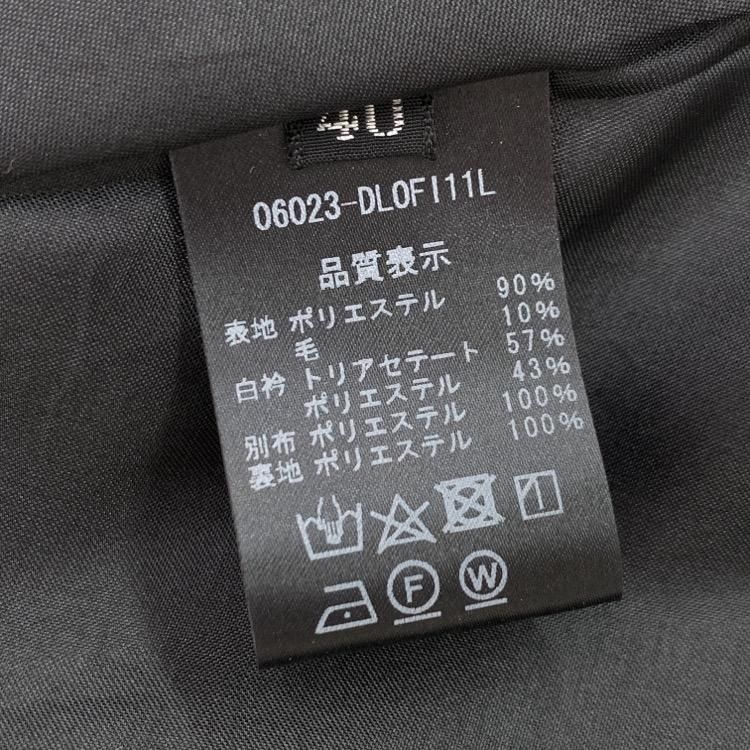 40
06023-DL0FI11L
品質表示
表地 ポリエステル 90%
毛 10%
白衿 トリアセテート 57%
ポリエステル 43%
別布 ポリエステル 100%
裏地 ポリエステル 100%
F W